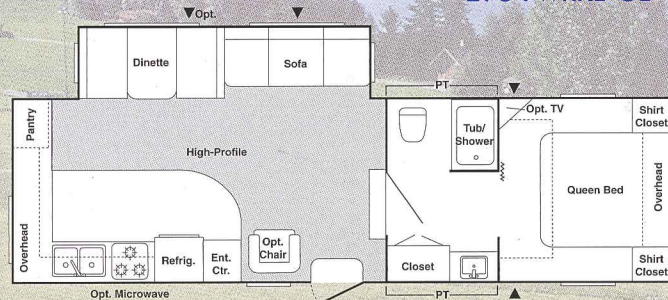 Opt.
Dinette
Sofa
PT
Opt. TV
Shirt
Closet
Pantry
Tub/
Shower
High-Profile
Queen Bed
Overhead
Overhead
Refrig.
Ent.
Ctr.
Opt.
Chair
Closet
Shirt
Closet
Opt. Microwave
PT